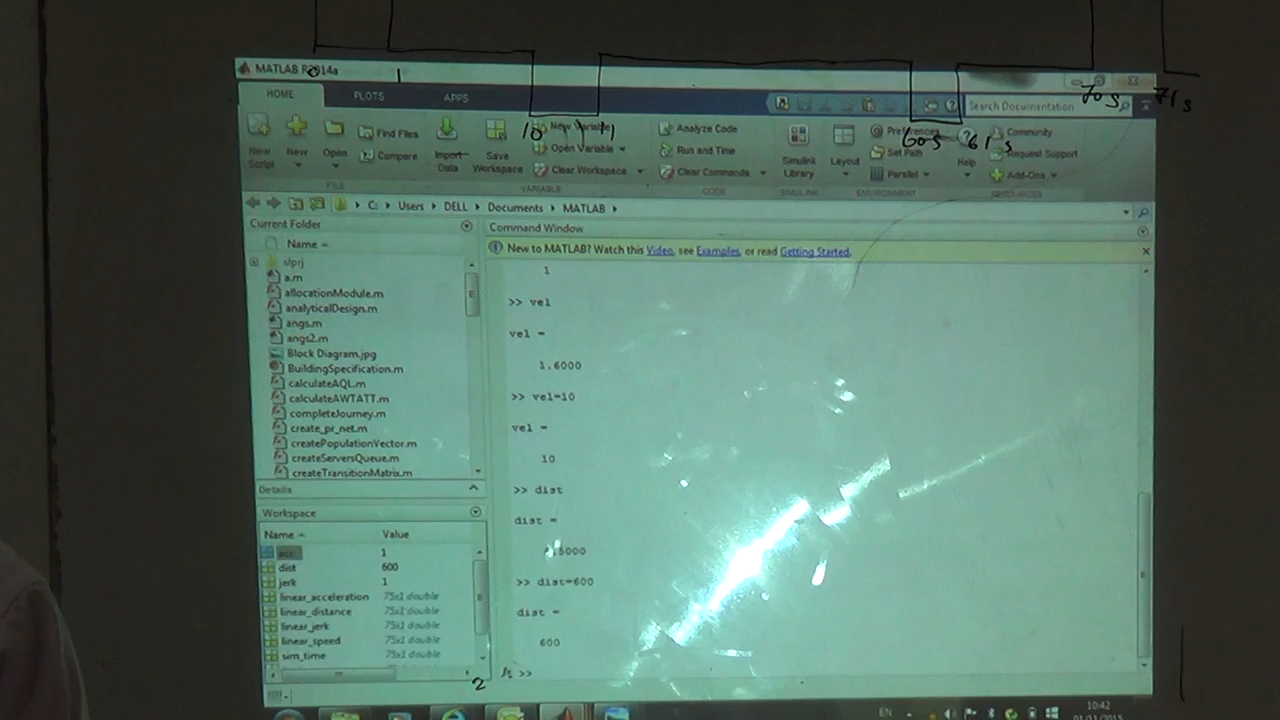 MATLAB R2014a
0 1
70s 71s
HOME PLOTS APPS
Search Documentation
10 11
60s 61s
New Script
New
Open
Find Files
Compare
Import Data
Save Workspace
New Variable
Open Variable
Clear Workspace
Analyze Code
Run and Time
Clear Commands
Simulink Library
Layout
Preferences
Set Path
Parallel
Help
Community
Request Support
Add-Ons
FILE VARIABLE CODE SIMULINK ENVIRONMENT RESOURCES
C: Users DELL Documents MATLAB
Current Folder
Name
slprj
a.m
allocationModule.m
analyticalDesign.m
angs.m
angs2.m
Block Diagram.jpg
BuildingSpecification.m
calculateAQL.m
calculateAWTATT.m
completeJourney.m
create_pr_net.m
createPopulationVector.m
createServersQueue.m
createTransitionMatrix.m
Details
Workspace
Name Value
acc 1
dist 600
jerk 1
linear_acceleration 75x1 double
linear_distance 75x1 double
linear_jerk 75x1 double
linear_speed 75x1 double
sim_time 75x1 double
2
Command Window
New to MATLAB? Watch this Video, see Examples, or read Getting Started.
1
>> vel
vel =
1.6000
>> vel=10
vel =
10
>> dist
dist =
>> dist=600
dist =
600
fx >>
EN
10:42